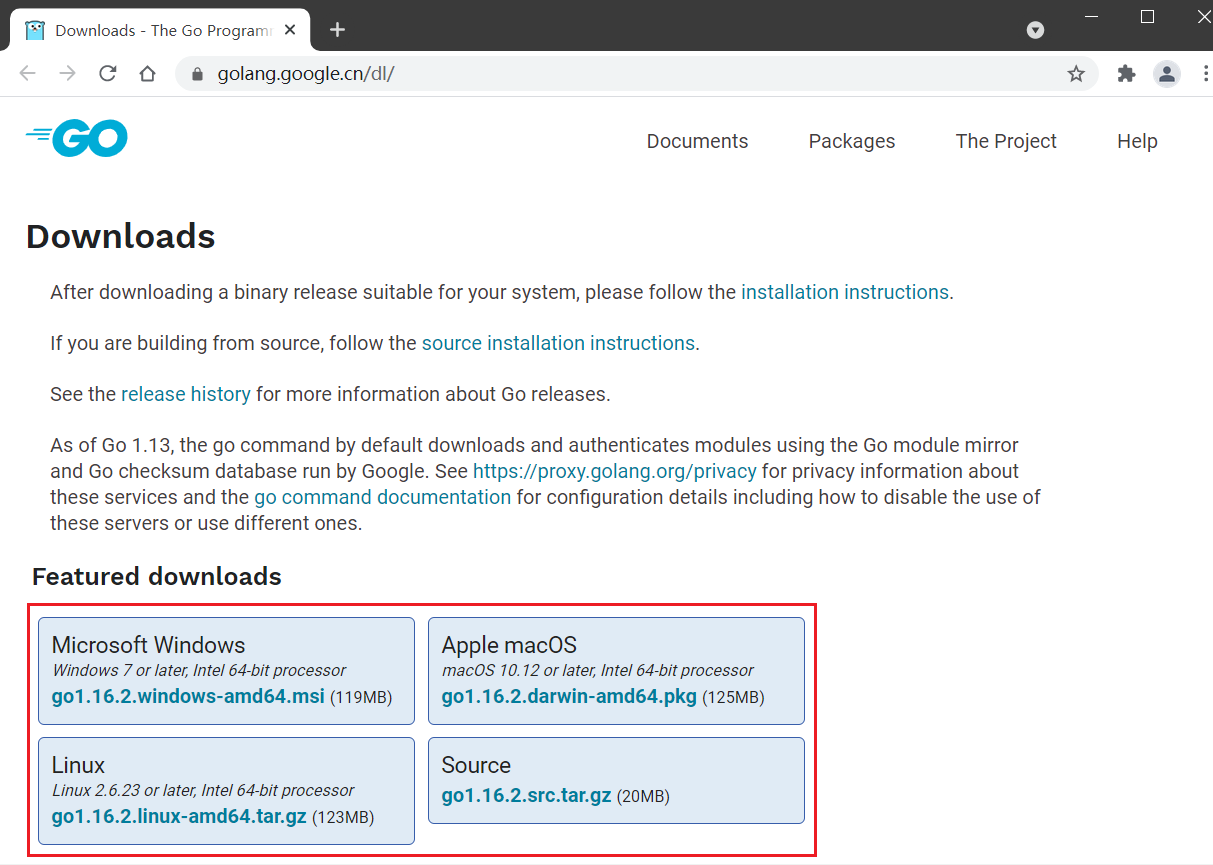 Downloads - The Go Programm
golang.google.cn/dl/
GO
Documents Packages The Project Help
Downloads
After downloading a binary release suitable for your system, please follow the installation instructions.
If you are building from source, follow the source installation instructions.
See the release history for more information about Go releases.
As of Go 1.13, the go command by default downloads and authenticates modules using the Go module mirror
and Go checksum database run by Google. See https://proxy.golang.org/privacy for privacy information about
these services and the go command documentation for configuration details including how to disable the use of
these servers or use different ones.
Featured downloads
Microsoft Windows
Windows 7 or later, Intel 64-bit processor
go1.16.2.windows-amd64.msi (119MB)
Apple macOS
macOS 10.12 or later, Intel 64-bit processor
go1.16.2.darwin-amd64.pkg (125MB)
Linux
Linux 2.6.23 or later, Intel 64-bit processor
go1.16.2.linux-amd64.tar.gz (123MB)
Source
go1.16.2.src.tar.gz (20MB)